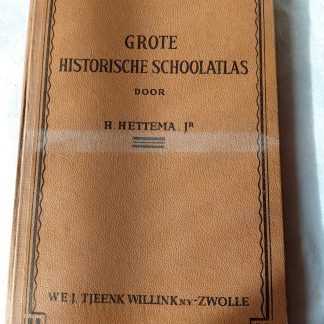 GROTE
HISTORISCHE SCHOOLATLAS
DOOR
H. HETTEMA. JR
W.E.J. TJEENK WILLINK N.V.-ZWOLLE